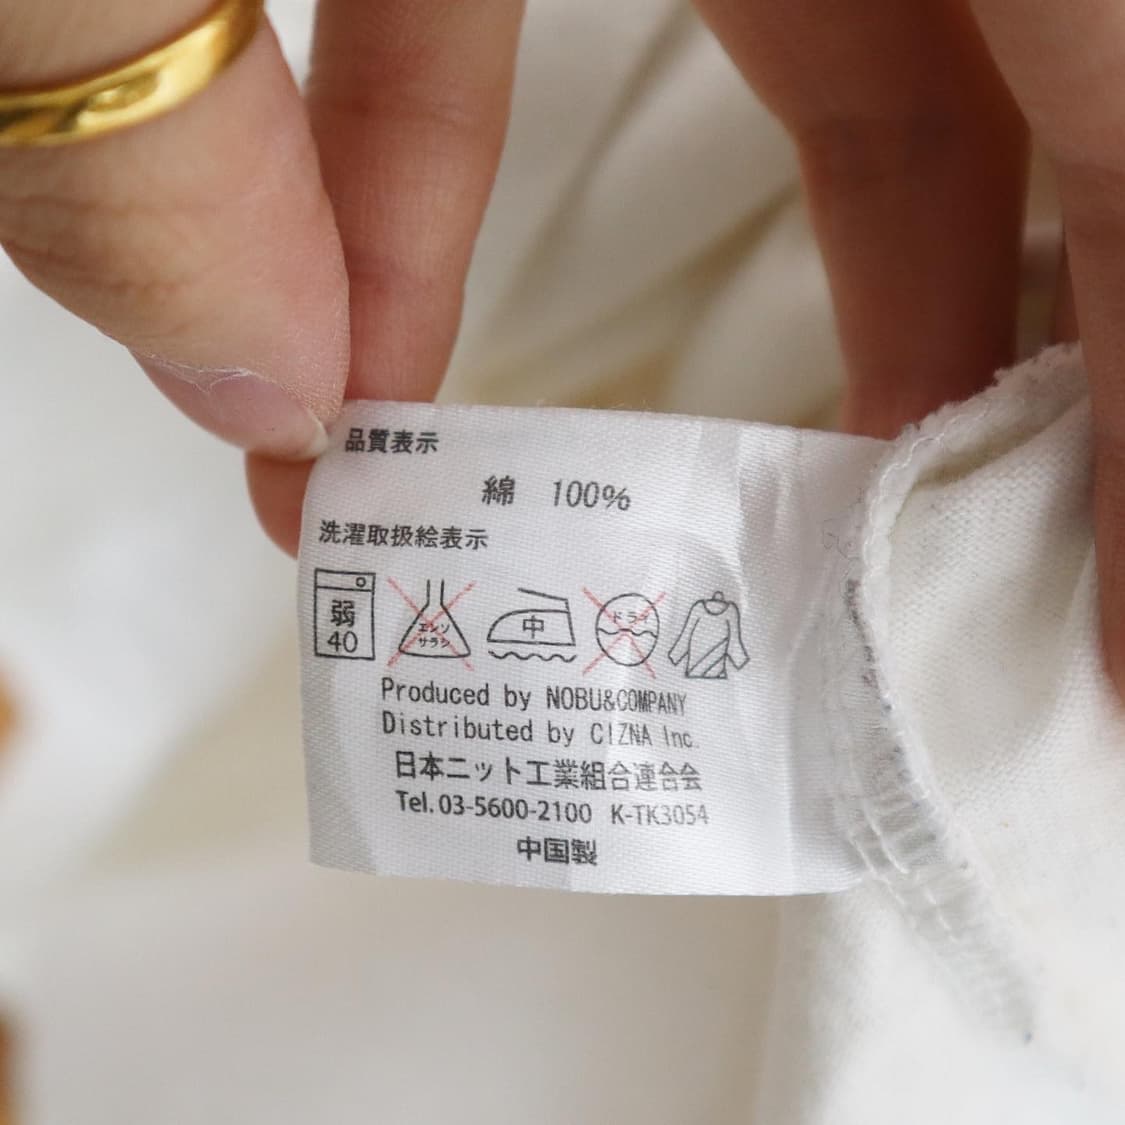 品質表示
綿 100%
洗濯取扱絵表示
弱 40 エンソ サラシ 中 ドライ
Produced by NOBU&COMPANY
Distributed by CIZNA Inc.
日本ニット工業組合連合会
Tel.03-5600-2100 K-TK3054
中国製